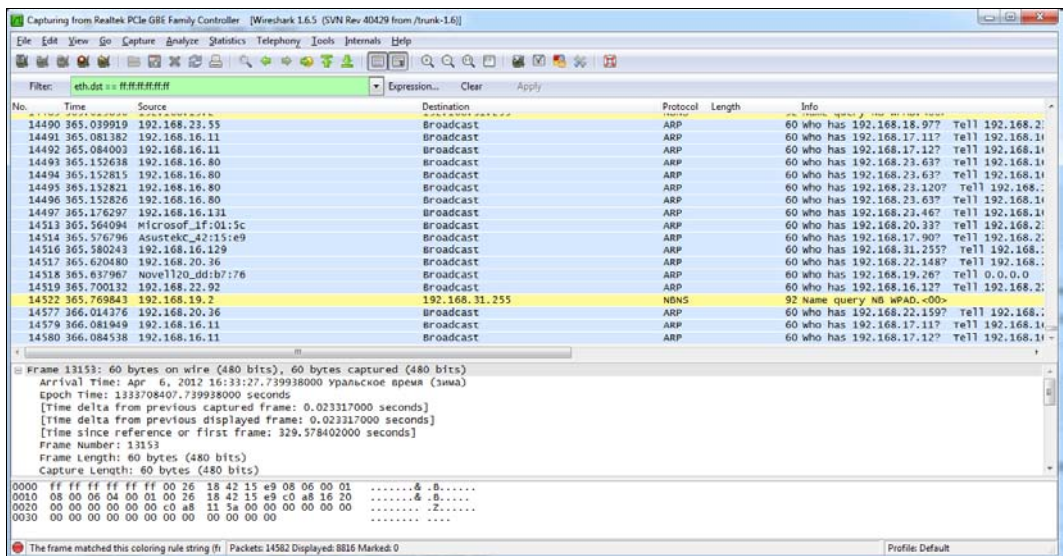 Capturing from Realtek PCIe GBE Family Controller [Wireshark 1.6.5 (SVN Rev 40429 from /trunk-1.6)]
File Edit View Go Capture Analyze Statistics Telephony Tools Internals Help
Filter: eth.dst == ff:ff:ff:ff:ff:ff Expression... Clear Apply
No. Time Source Destination Protocol Length Info
14490 365.039919 192.168.23.55 Broadcast ARP 60 who has 192.168.18.97? Tell 192.168.2
14491 365.081382 192.168.16.11 Broadcast ARP 60 who has 192.168.17.11? Tell 192.168.16
14492 365.084003 192.168.16.11 Broadcast ARP 60 who has 192.168.17.12? Tell 192.168.16
14493 365.152638 192.168.16.80 Broadcast ARP 60 who has 192.168.23.63? Tell 192.168.16
14494 365.152815 192.168.16.80 Broadcast ARP 60 who has 192.168.23.63? Tell 192.168.16
14495 365.152821 192.168.16.80 Broadcast ARP 60 who has 192.168.23.120? Tell 192.168.
14496 365.152826 192.168.16.80 Broadcast ARP 60 who has 192.168.23.63? Tell 192.168.16
14497 365.176297 192.168.16.131 Broadcast ARP 60 who has 192.168.23.46? Tell 192.168.16
14513 365.564094 Microsof_1f:01:5c Broadcast ARP 60 who has 192.168.20.33? Tell 192.168.2
14514 365.576796 AsustekC_42:15:e9 Broadcast ARP 60 who has 192.168.17.90? Tell 192.168.22
14516 365.580243 192.168.16.129 Broadcast ARP 60 who has 192.168.31.255? Tell 192.168.
14517 365.620480 192.168.20.36 Broadcast ARP 60 who has 192.168.22.148? Tell 192.168.
14518 365.637967 Novell20_dd:b7:76 Broadcast ARP 60 who has 192.168.19.26? Tell 0.0.0.0
14519 365.700132 192.168.22.92 Broadcast ARP 60 who has 192.168.16.12? Tell 192.168.22
14522 365.769843 192.168.19.2 192.168.31.255 NBNS 92 Name query NB WPAD.<00>
14577 366.014376 192.168.20.36 Broadcast ARP 60 who has 192.168.22.159? Tell 192.168.
14579 366.081949 192.168.16.11 Broadcast ARP 60 who has 192.168.17.11? Tell 192.168.16
14580 366.084538 192.168.16.11 Broadcast ARP 60 who has 192.168.17.12? Tell 192.168.16
Frame 13153: 60 bytes on wire (480 bits), 60 bytes captured (480 bits)
Arrival Time: Apr 6, 2012 16:33:27.739938000 Уральское время (зима)
Epoch Time: 1333708407.739938000 seconds
[Time delta from previous captured frame: 0.023317000 seconds]
[Time delta from previous displayed frame: 0.023317000 seconds]
[Time since reference or first frame: 329.578402000 seconds]
Frame Number: 13153
Frame Length: 60 bytes (480 bits)
Capture Length: 60 bytes (480 bits)
0000 ff ff ff ff ff ff 00 26 18 42 15 e9 08 06 00 01 .......& .B......
0010 08 00 06 04 00 01 00 26 18 42 15 e9 c0 a8 16 20 .......& .B.....
0020 00 00 00 00 00 00 c0 a8 11 5a 00 00 00 00 00 00 ........ .Z......
0030 00 00 00 00 00 00 00 00 00 00 00 00 ........ ....
The frame matched this coloring rule string (fr Packets: 14582 Displayed: 8816 Marked: 0 Profile: Default